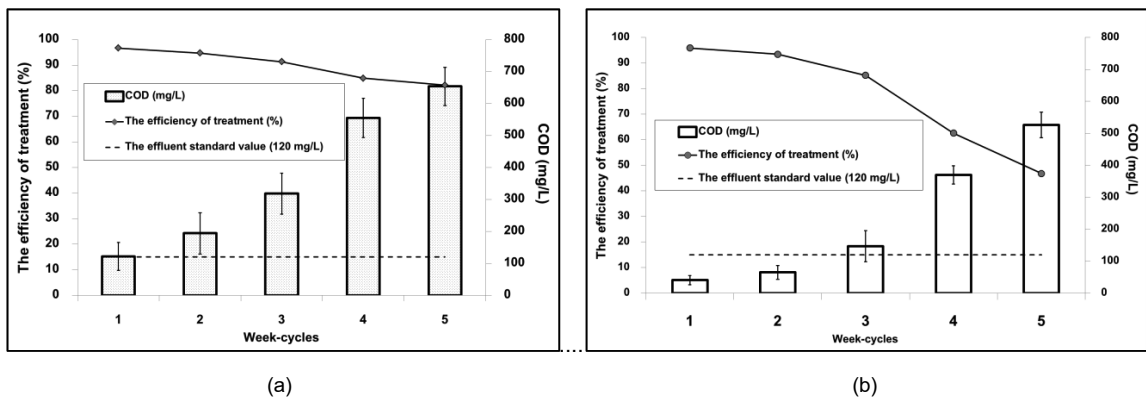 The efficiency of treatment (%)
100
90
80
70
60
50
40
30
20
10
0
COD (mg/L)
The efficiency of treatment (%)
The effluent standard value (120 mg/L)
800
700
600
500
400
300
200
100
0
COD (mg/L)
1 2 3 4 5
Week-cycles
(a)
....
The efficiency of treatment (%)
100
90
80
70
60
50
40
30
20
10
0
COD (mg/L)
The efficiency of treatment (%)
The effluent standard value (120 mg/L)
800
700
600
500
400
300
200
100
0
COD (mg/L)
1 2 3 4 5
Week-cycles
(b)